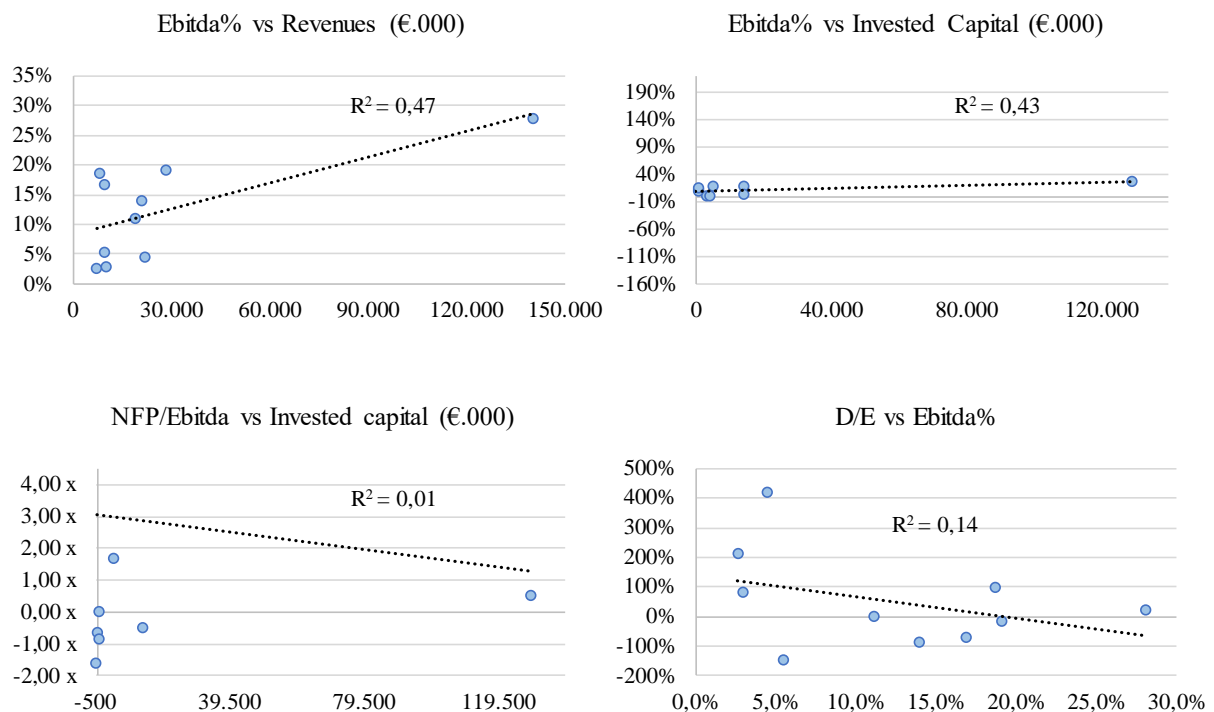 Ebitda% vs Revenues (€.000)
35%
30%
25%
20%
15%
10%
5%
0%
R² = 0,47
0 30.000 60.000 90.000 120.000 150.000
Ebitda% vs Invested Capital (€.000)
190%
140%
90%
40%
-10%
-60%
-110%
-160%
R² = 0,43
0 40.000 80.000 120.000
NFP/Ebitda vs Invested capital (€.000)
4,00 x
3,00 x
2,00 x
1,00 x
0,00 x
-1,00 x
-2,00 x
R² = 0,01
-500 39.500 79.500 119.500
D/E vs Ebitda%
500%
400%
300%
200%
100%
0%
-100%
-200%
R² = 0,14
0,0% 5,0% 10,0% 15,0% 20,0% 25,0% 30,0%